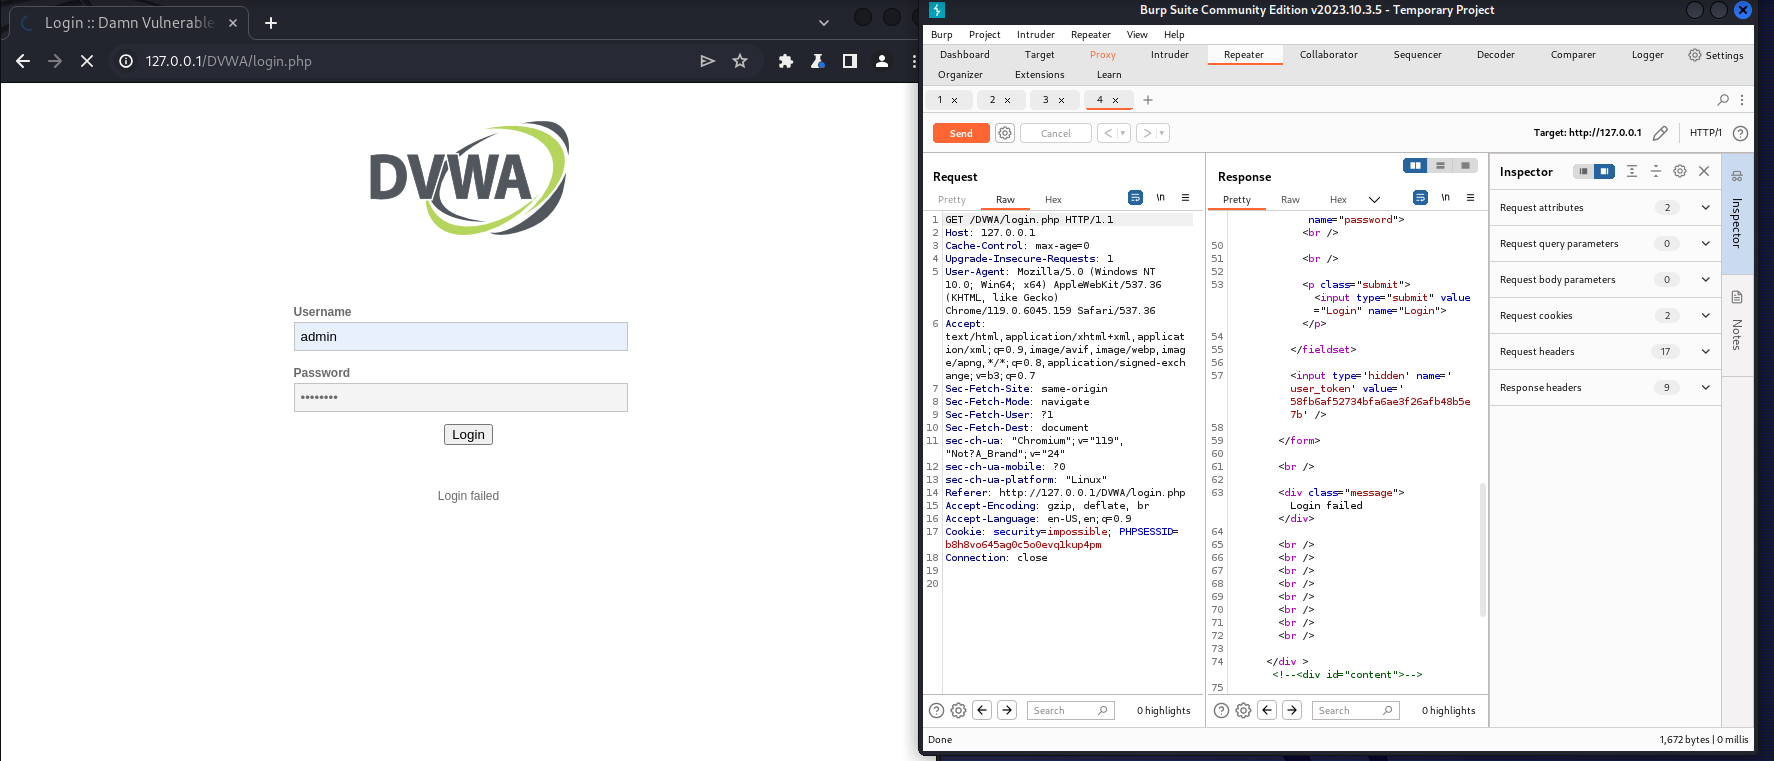 Login :: Damn Vulnerable
127.0.0.1/DVWA/login.php
DVWA
Username
admin
Password
••••••••
Login
Login failed
Burp Suite Community Edition v2023.10.3.5 - Temporary Project
Burp Project Intruder Repeater View Help
Dashboard Target Proxy Intruder Repeater Collaborator Sequencer Decoder Comparer Logger Settings
Organizer Extensions Learn
1 × 2 × 3 × 4 × +
Send Cancel < > Target: http://127.0.0.1 HTTP/1 ?
Request
Pretty Raw Hex \n
1 GET /DVWA/login.php HTTP/1.1
2 Host: 127.0.0.1
3 Cache-Control: max-age=0
4 Upgrade-Insecure-Requests: 1
5 User-Agent: Mozilla/5.0 (Windows NT
10.0; Win64; x64) AppleWebKit/537.36
(KHTML, like Gecko)
Chrome/119.0.6045.159 Safari/537.36
6 Accept:
text/html,application/xhtml+xml,applicat
ion/xml;q=0.9,image/avif,image/webp,imag
e/apng,*/*;q=0.8,application/signed-exch
ange;v=b3;q=0.7
7 Sec-Fetch-Site: same-origin
8 Sec-Fetch-Mode: navigate
9 Sec-Fetch-User: ?1
10 Sec-Fetch-Dest: document
11 sec-ch-ua: "Chromium";v="119",
"Not?A_Brand";v="24"
12 sec-ch-ua-mobile: ?0
13 sec-ch-ua-platform: "Linux"
14 Referer: http://127.0.0.1/DVWA/login.php
15 Accept-Encoding: gzip, deflate, br
16 Accept-Language: en-US,en;q=0.9
17 Cookie: security=impossible; PHPSESSID=
b8h8vo645ag0c5o0evq1kup4pm
18 Connection: close
19
20
? Search 0 highlights
Response
Pretty Raw Hex \n
name="password">
<br />
50
51 <br />
52
53 <p class="submit">
<input type="submit" value
="Login" name="Login">
</p>
54
55 </fieldset>
56
57 <input type='hidden' name='
user_token' value='
58fb6af52734bfa6ae3f26afb48b5e
7b' />
58
59 </form>
60
61 <br />
62
63 <div class="message">
Login failed
</div>
64
65 <br />
66 <br />
67 <br />
68 <br />
69 <br />
70 <br />
71 <br />
72 <br />
73
74 </div >
<!--<div id="content">-->
75
? Search 0 highlights
Inspector
Request attributes 2
Request query parameters 0
Request body parameters 0
Request cookies 2
Request headers 17
Response headers 9
Inspector
Notes
Done
1,672 bytes | 0 millis